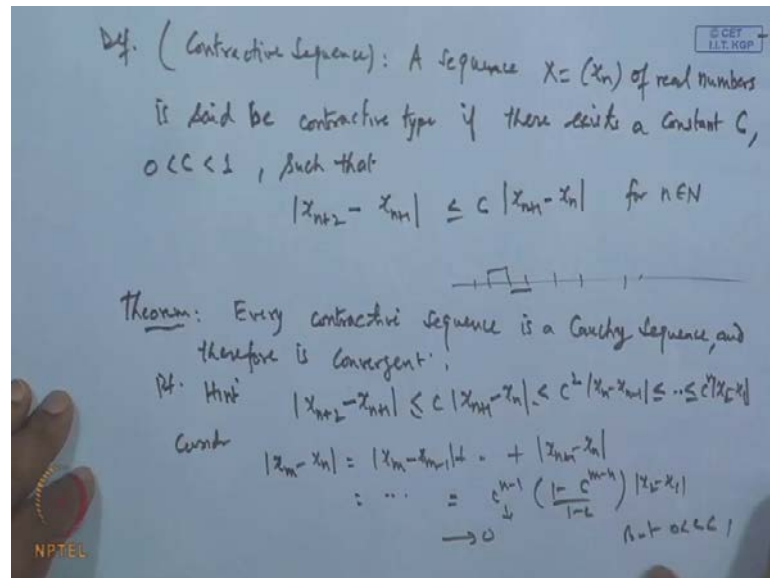 © CET
I.I.T. KGP
Def. ( Contractive Sequence ) : A sequence X = (xn) of real numbers
is said be contractive type if there exists a constant C,
0 < C < 1 , such that
|xn+2 - xn+1| ≤ C |xn+1 - xn| for n ∈ N
Theorem: Every contractive sequence is a Cauchy sequence, and
therefore is convergent.
Pf. Hint |xn+2 - xn+1| ≤ C |xn+1 - xn| ≤ C² |xn - xn-1| ≤ .. ≤ Cⁿ |x2 - x1|
|xm - xn| = |xm - xm-1| + .. + |xn+1 - xn|
= ... = C^n-1 ( 1 - C^m-n / 1 - C ) |x2 - x1|
→ 0 But 0 < C < 1
NPTEL